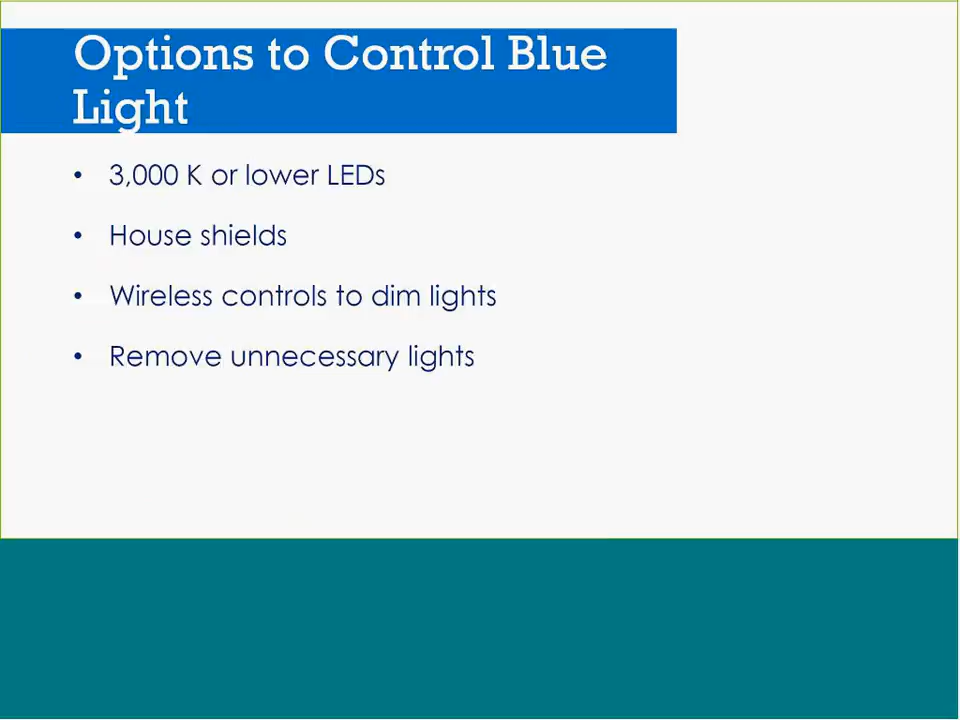 Options to Control Blue
Light
• 3,000 K or lower LEDs
• House shields
• Wireless controls to dim lights
• Remove unnecessary lights